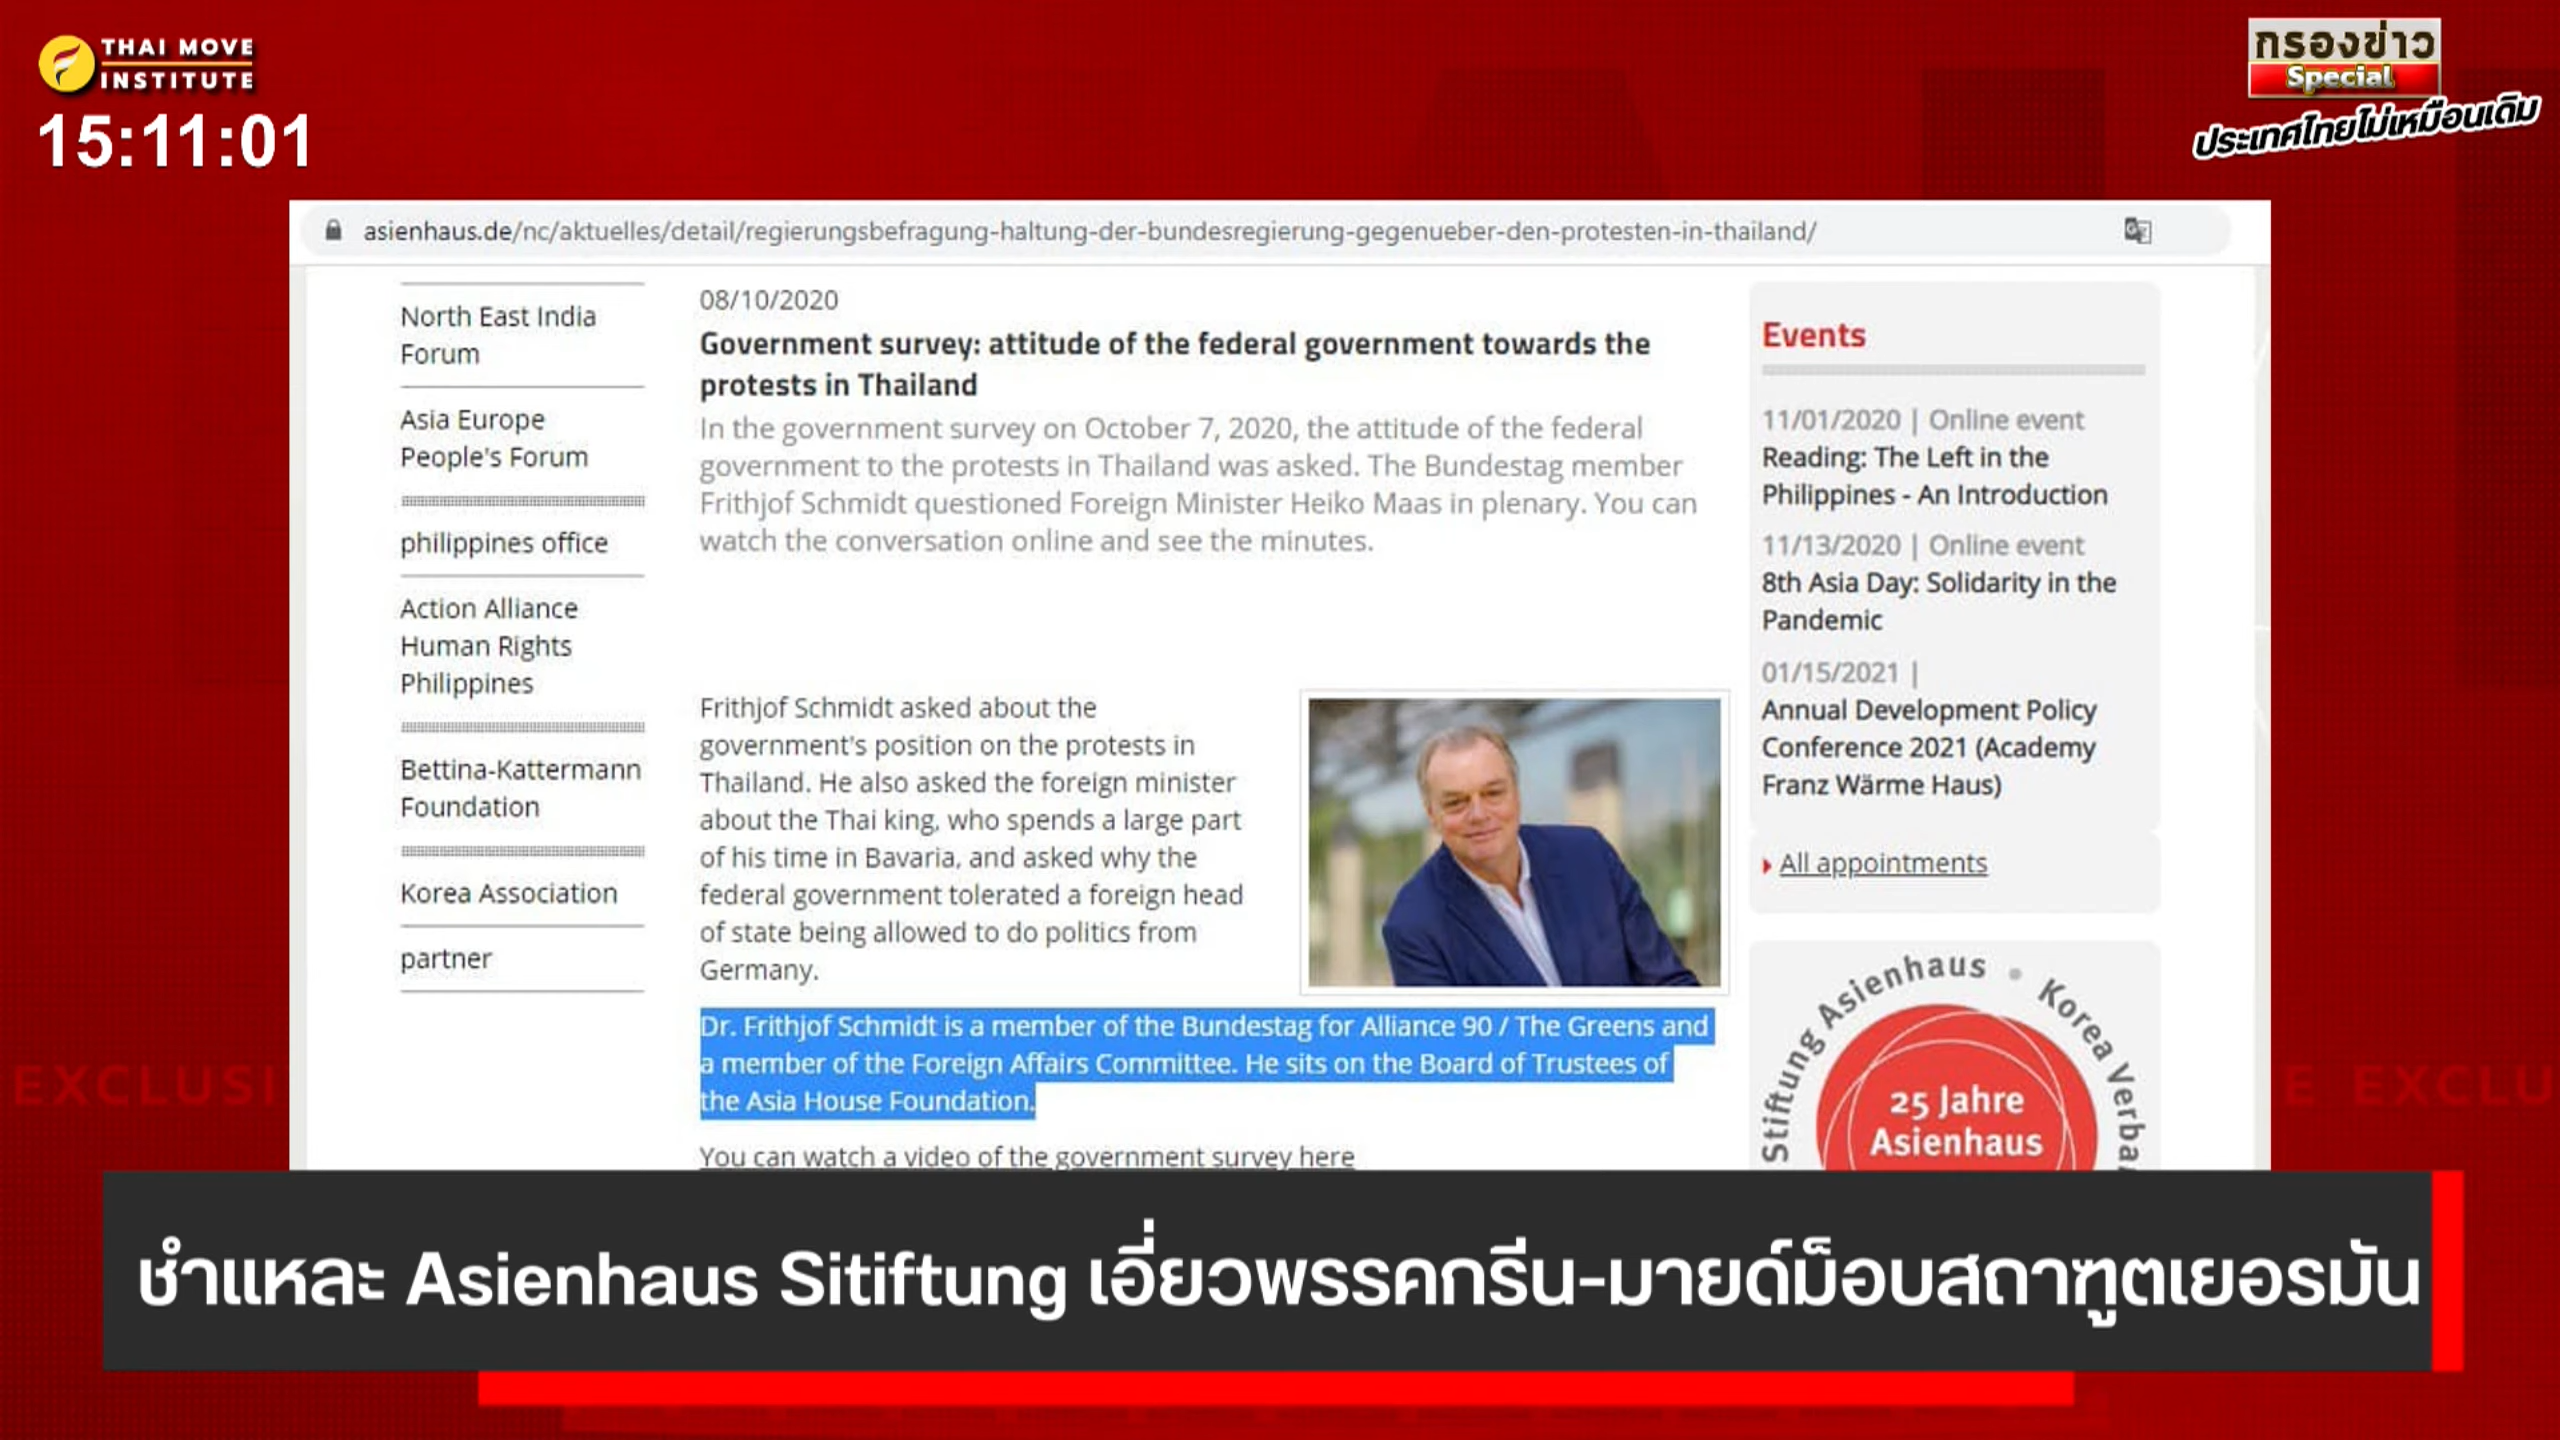 THAI MOVE
INSTITUTE
15:11:01
กรองข่าว
Special
ประเทศไทยไม่เหมือนเดิม
asienhaus.de/nc/aktuelles/detail/regierungsbefragung-haltung-der-bundesregierung-gegenueber-den-protesten-in-thailand/
North East India
Forum
Asia Europe
People's Forum
philippines office
Action Alliance
Human Rights
Philippines
Bettina-Kattermann
Foundation
Korea Association
partner
08/10/2020
Government survey: attitude of the federal government towards the
protests in Thailand
In the government survey on October 7, 2020, the attitude of the federal
government to the protests in Thailand was asked. The Bundestag member
Frithjof Schmidt questioned Foreign Minister Heiko Maas in plenary. You can
watch the conversation online and see the minutes.
Frithjof Schmidt asked about the
government's position on the protests in
Thailand. He also asked the foreign minister
about the Thai king, who spends a large part
of his time in Bavaria, and asked why the
federal government tolerated a foreign head
of state being allowed to do politics from
Germany.
Dr. Frithjof Schmidt is a member of the Bundestag for Alliance 90 / The Greens and
a member of the Foreign Affairs Committee. He sits on the Board of Trustees of
the Asia House Foundation.
You can watch a video of the government survey here
Events
11/01/2020 | Online event
Reading: The Left in the
Philippines - An Introduction
11/13/2020 | Online event
8th Asia Day: Solidarity in the
Pandemic
01/15/2021 |
Annual Development Policy
Conference 2021 (Academy
Franz Wärme Haus)
All appointments
Stiftung Asienhaus • Korea Verba
25 Jahre
Asienhaus
EXCLUSI
E EXCLU
ชำแหละ Asienhaus Sitiftung เอี่ยวพรรคกรีน-มายด์ม็อบสถาฑูตเยอรมัน